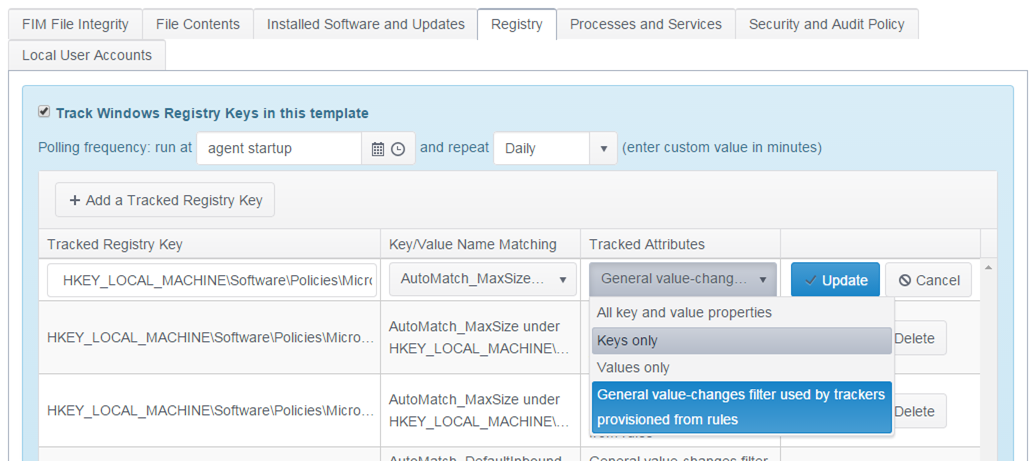 FIM File Integrity
File Contents
Installed Software and Updates
Registry
Processes and Services
Security and Audit Policy
Local User Accounts
Track Windows Registry Keys in this template
Polling frequency: run at
agent startup
and repeat
Daily
(enter custom value in minutes)
+ Add a Tracked Registry Key
Tracked Registry Key
Key/Value Name Matching
Tracked Attributes
HKEY_LOCAL_MACHINE\Software\Policies\Micro
AutoMatch_MaxSize...
General value-chang...
Update
Cancel
All key and value properties
Keys only
Values only
General value-changes filter used by trackers
provisioned from rules
HKEY_LOCAL_MACHINE\Software\Policies\Micro...
AutoMatch_MaxSize under
HKEY_LOCAL_MACHINE\...
Delete
HKEY_LOCAL_MACHINE\Software\Policies\Micro...
AutoMatch_MaxSize under
HKEY_LOCAL_MACHINE\...
from rules
Delete
AutoMatch_DefaultInbound
General value-changes filter